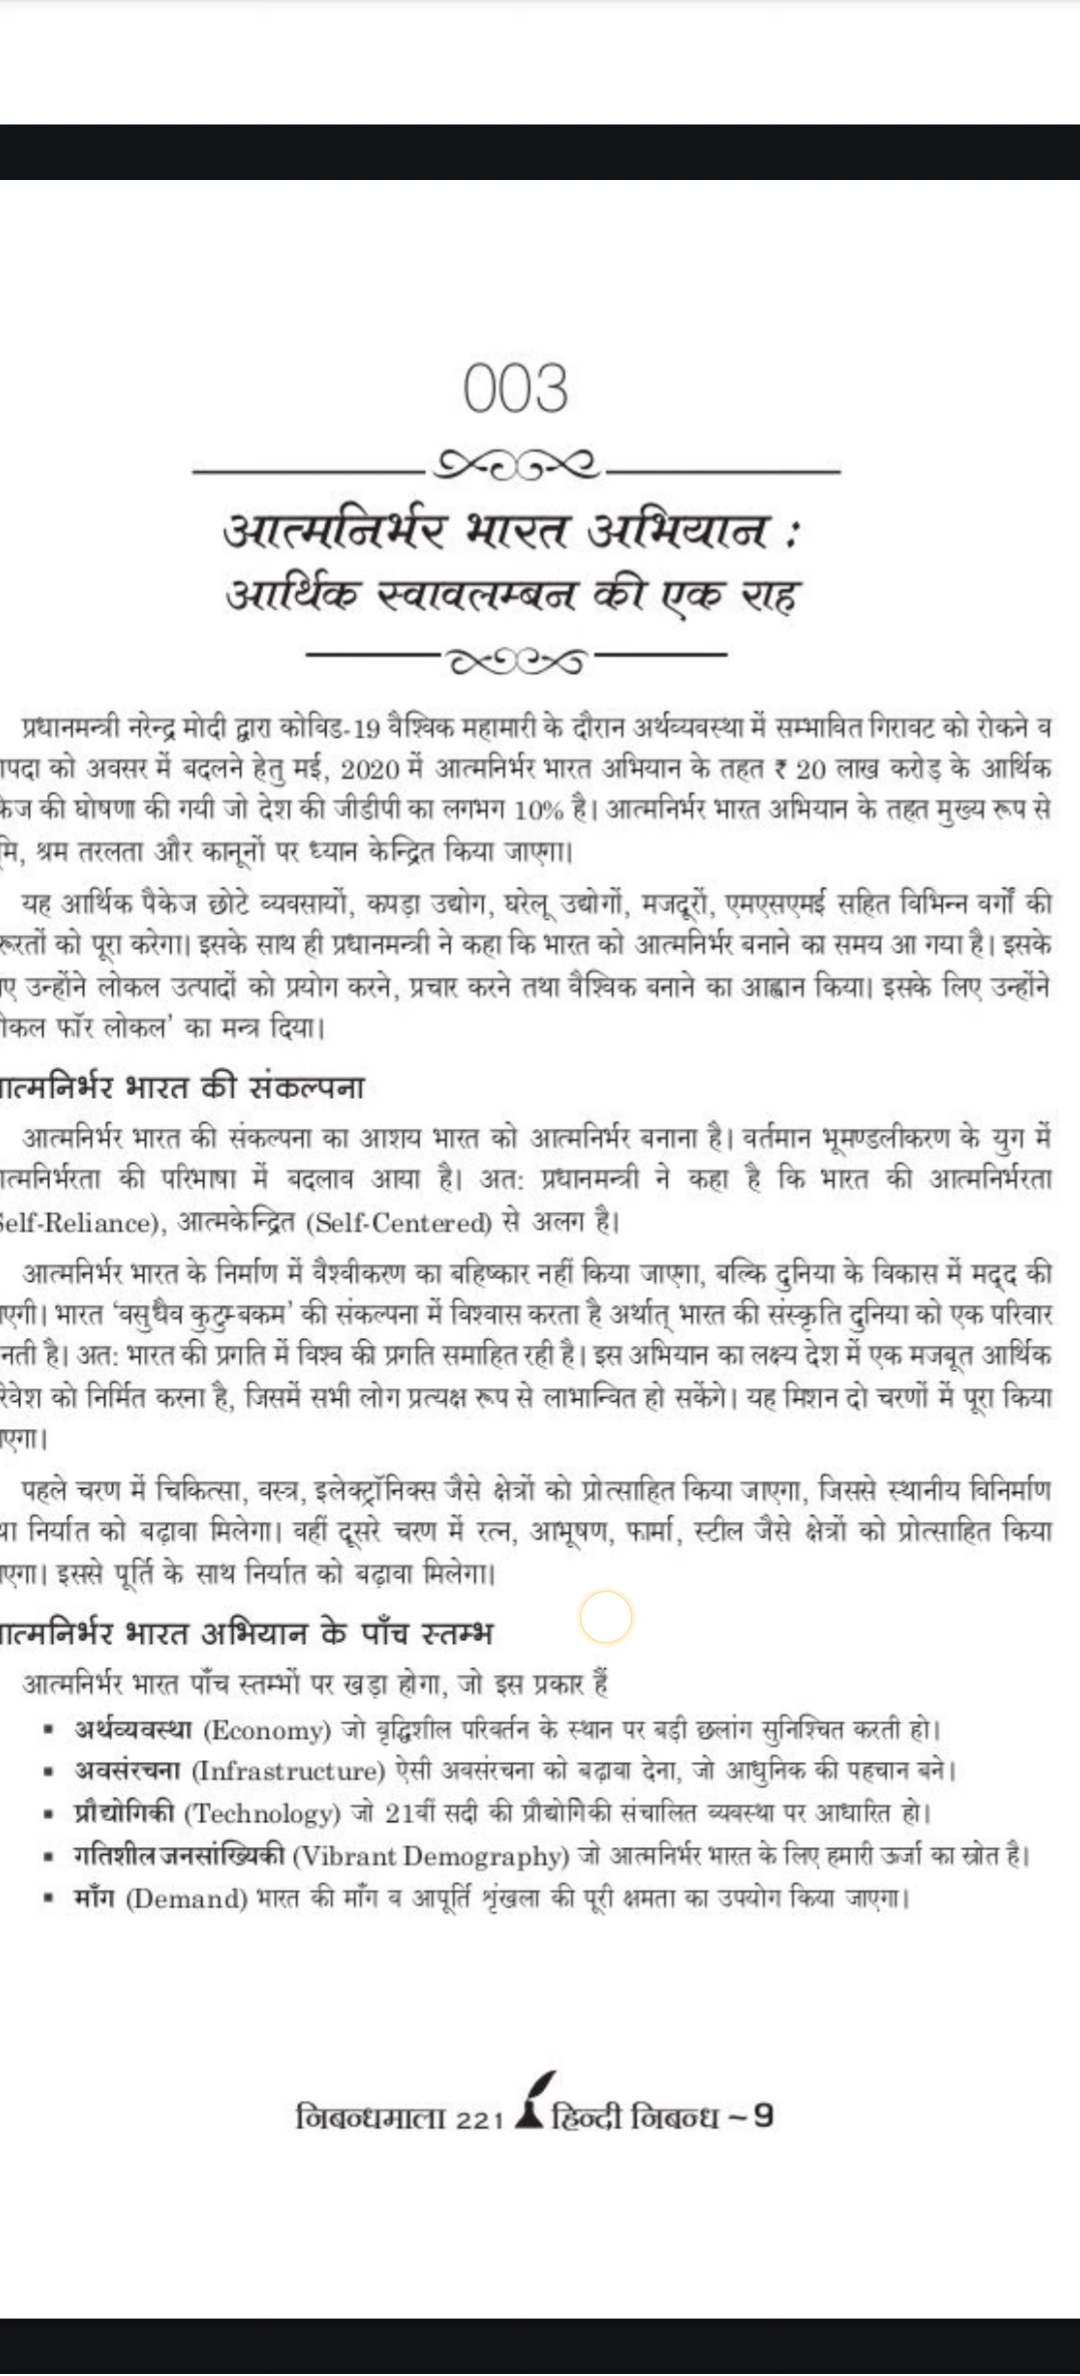 003
आत्मनिर्भर भारत अभियान :
आर्थिक स्वावलम्बन की एक राह
प्रधानमन्त्री नरेन्द्र मोदी द्वारा कोविड-19 वैश्विक महामारी के दौरान अर्थव्यवस्था में सम्भावित गिरावट को रोकने व
पदा को अवसर में बदलने हेतु मई, 2020 में आत्मनिर्भर भारत अभियान के तहत ₹ 20 लाख करोड़ के आर्थिक
केज की घोषणा की गयी जो देश की जीडीपी का लगभग 10% है। आत्मनिर्भर भारत अभियान के तहत मुख्य रूप से
मि, श्रम तरलता और कानूनों पर ध्यान केन्द्रित किया जाएगा।
यह आर्थिक पैकेज छोटे व्यवसायों, कपड़ा उद्योग, घरेलू उद्योगों, मजदूरों, एमएसएमई सहित विभिन्न वर्गों की
रूरतों को पूरा करेगा। इसके साथ ही प्रधानमन्त्री ने कहा कि भारत को आत्मनिर्भर बनाने का समय आ गया है। इसके
ए उन्होंने लोकल उत्पादों को प्रयोग करने, प्रचार करने तथा वैश्विक बनाने का आह्वान किया। इसके लिए उन्होंने
कल फॉर लोकल’ का मन्त्र दिया।
त्मनिर्भर भारत की संकल्पना
आत्मनिर्भर भारत की संकल्पना का आशय भारत को आत्मनिर्भर बनाना है। वर्तमान भूमण्डलीकरण के युग में
त्मनिर्भरता की परिभाषा में बदलाव आया है। अतः प्रधानमन्त्री ने कहा है कि भारत की आत्मनिर्भरता
Self-Reliance), आत्मकेन्द्रित (Self-Centered) से अलग है।
आत्मनिर्भर भारत के निर्माण में वैश्वीकरण का बहिष्कार नहीं किया जाएगा, बल्कि दुनिया के विकास में मद्द की
एगी। भारत ‘वसुधैव कुटुम्बकम’ की संकल्पना में विश्वास करता है अर्थात् भारत की संस्कृति दुनिया को एक परिवार
नती है। अतः भारत की प्रगति में विश्व की प्रगति समाहित रही है। इस अभियान का लक्ष्य देश में एक मजबूत आर्थिक
वेश को निर्मित करना है, जिसमें सभी लोग प्रत्यक्ष रूप से लाभान्वित हो सकेंगे। यह मिशन दो चरणों में पूरा किया
एगा।
पहले चरण में चिकित्सा, वस्त्र, इलेक्ट्रॉनिक्स जैसे क्षेत्रों को प्रोत्साहित किया जाएगा, जिससे स्थानीय विनिर्माण
था निर्यात को बढ़ावा मिलेगा। वहीं दूसरे चरण में रत्न, आभूषण, फार्मा, स्टील जैसे क्षेत्रों को प्रोत्साहित किया
एगा। इससे पूर्ति के साथ निर्यात को बढ़ावा मिलेगा।
त्मनिर्भर भारत अभियान के पाँच स्तम्भ
आत्मनिर्भर भारत पाँच स्तम्भों पर खड़ा होगा, जो इस प्रकार हैं
▪ अर्थव्यवस्था (Economy) जो वृद्धिशील परिवर्तन के स्थान पर बड़ी छलांग सुनिश्चित करती हो।
▪ अवसंरचना (Infrastructure) ऐसी अवसंरचना को बढ़ावा देना, जो आधुनिक की पहचान बने।
▪ प्रौद्योगिकी (Technology) जो 21वीं सदी की प्रौद्योगिकी संचालित व्यवस्था पर आधारित हो।
▪ गतिशील जनसांख्यिकी (Vibrant Demography) जो आत्मनिर्भर भारत के लिए हमारी ऊर्जा का स्रोत है।
▪ माँग (Demand) भारत की माँग व आपूर्ति शृंखला की पूरी क्षमता का उपयोग किया जाएगा।
निबन्धमाला 221 हिन्दी निबन्ध ~ 9